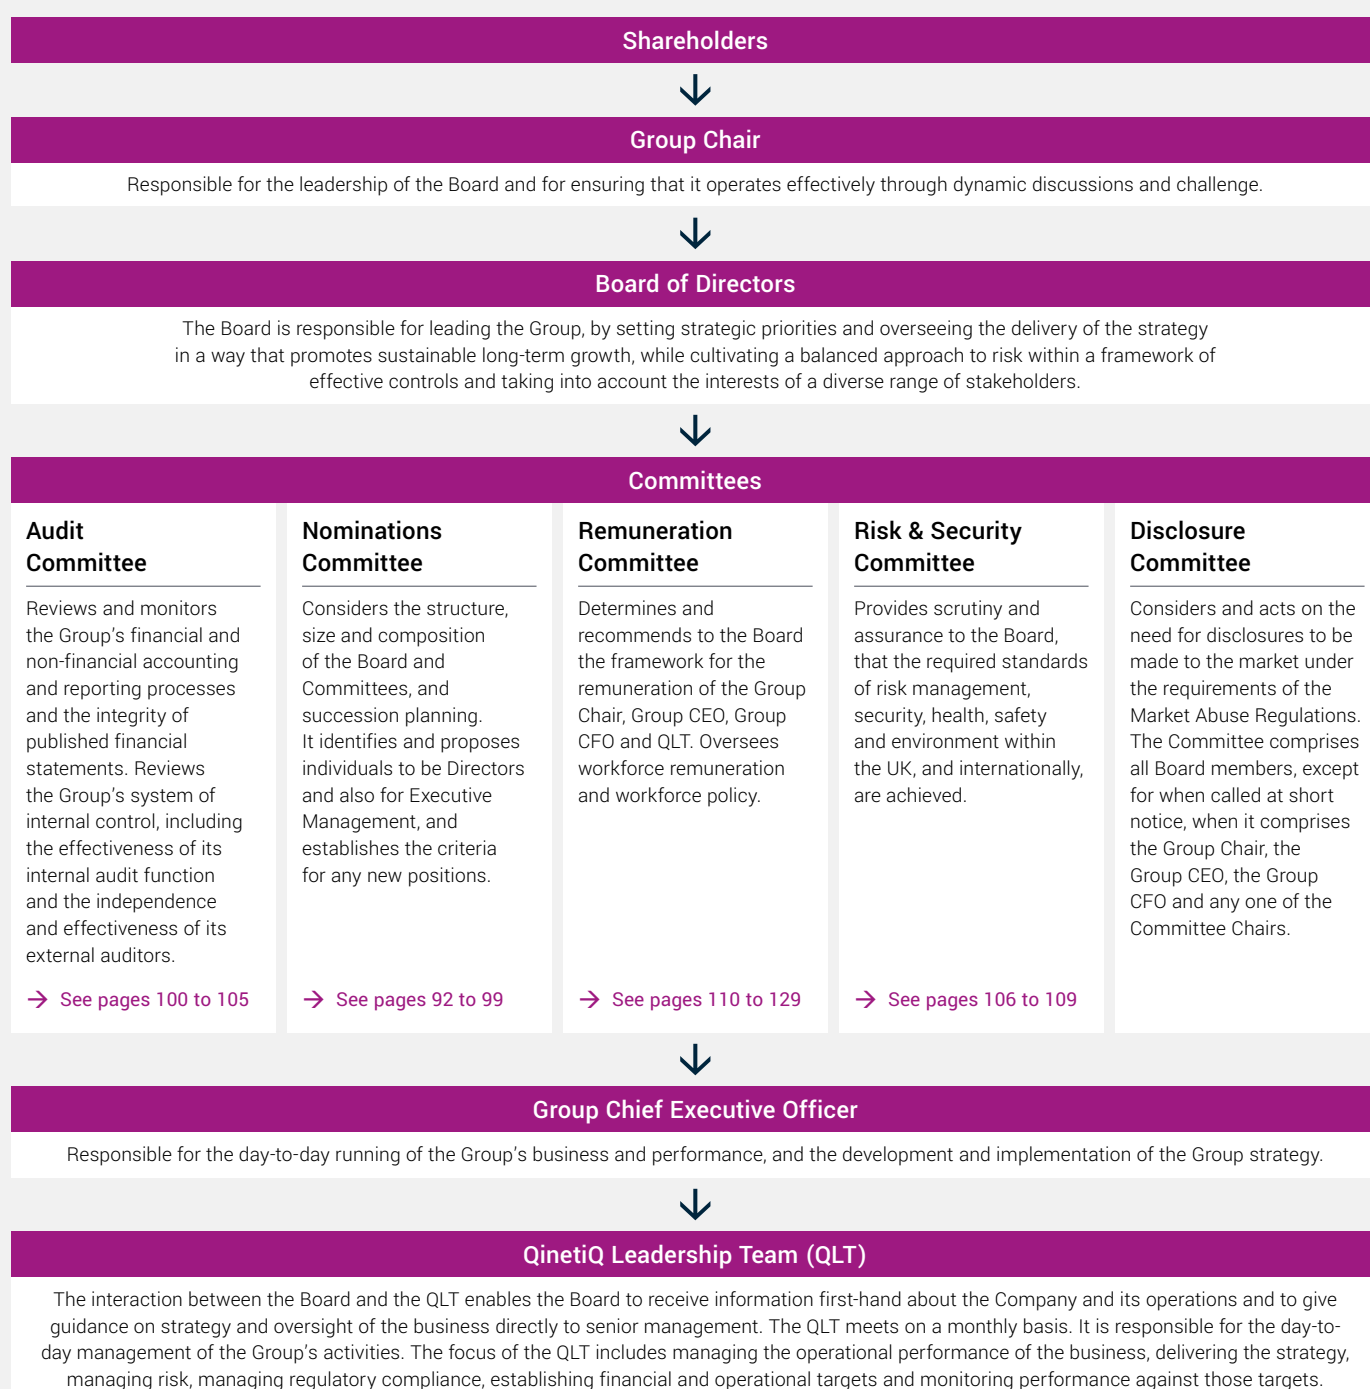 Shareholders
Group Chair
Responsible for the leadership of the Board and for ensuring that it operates effectively through dynamic discussions and challenge.
Board of Directors
The Board is responsible for leading the Group, by setting strategic priorities and overseeing the delivery of the strategy
in a way that promotes sustainable long-term growth, while cultivating a balanced approach to risk within a framework of
effective controls and taking into account the interests of a diverse range of stakeholders.
Committees
Audit
Committee
Reviews and monitors
the Group's financial and
non-financial accounting
and reporting processes
and the integrity of
published financial
statements. Reviews
the Group's system of
internal control, including
the effectiveness of its
internal audit function
and the independence
and effectiveness of its
external auditors.
→ See pages 100 to 105
Nominations
Committee
Considers the structure,
size and composition
of the Board and
Committees, and
succession planning.
It identifies and proposes
individuals to be Directors
and also for Executive
Management, and
establishes the criteria
for any new positions.
→ See pages 92 to 99
Remuneration
Committee
Determines and
recommends to the Board
the framework for the
remuneration of the Group
Chair, Group CEO, Group
CFO and QLT. Oversees
workforce remuneration
and workforce policy.
→ See pages 110 to 129
Risk & Security
Committee
Provides scrutiny and
assurance to the Board,
that the required standards
of risk management,
security, health, safety
and environment within
the UK, and internationally,
are achieved.
→ See pages 106 to 109
Disclosure
Committee
Considers and acts on the
need for disclosures to be
made to the market under
the requirements of the
Market Abuse Regulations.
The Committee comprises
all Board members, except
for when called at short
notice, when it comprises
the Group Chair, the
Group CEO, the Group
CFO and any one of the
Committee Chairs.
Group Chief Executive Officer
Responsible for the day-to-day running of the Group's business and performance, and the development and implementation of the Group strategy.
QinetiQ Leadership Team (QLT)
The interaction between the Board and the QLT enables the Board to receive information first-hand about the Company and its operations and to give
guidance on strategy and oversight of the business directly to senior management. The QLT meets on a monthly basis. It is responsible for the day-to-
day management of the Group's activities. The focus of the QLT includes managing the operational performance of the business, delivering the strategy,
managing risk, managing regulatory compliance, establishing financial and operational targets and monitoring performance against those targets.